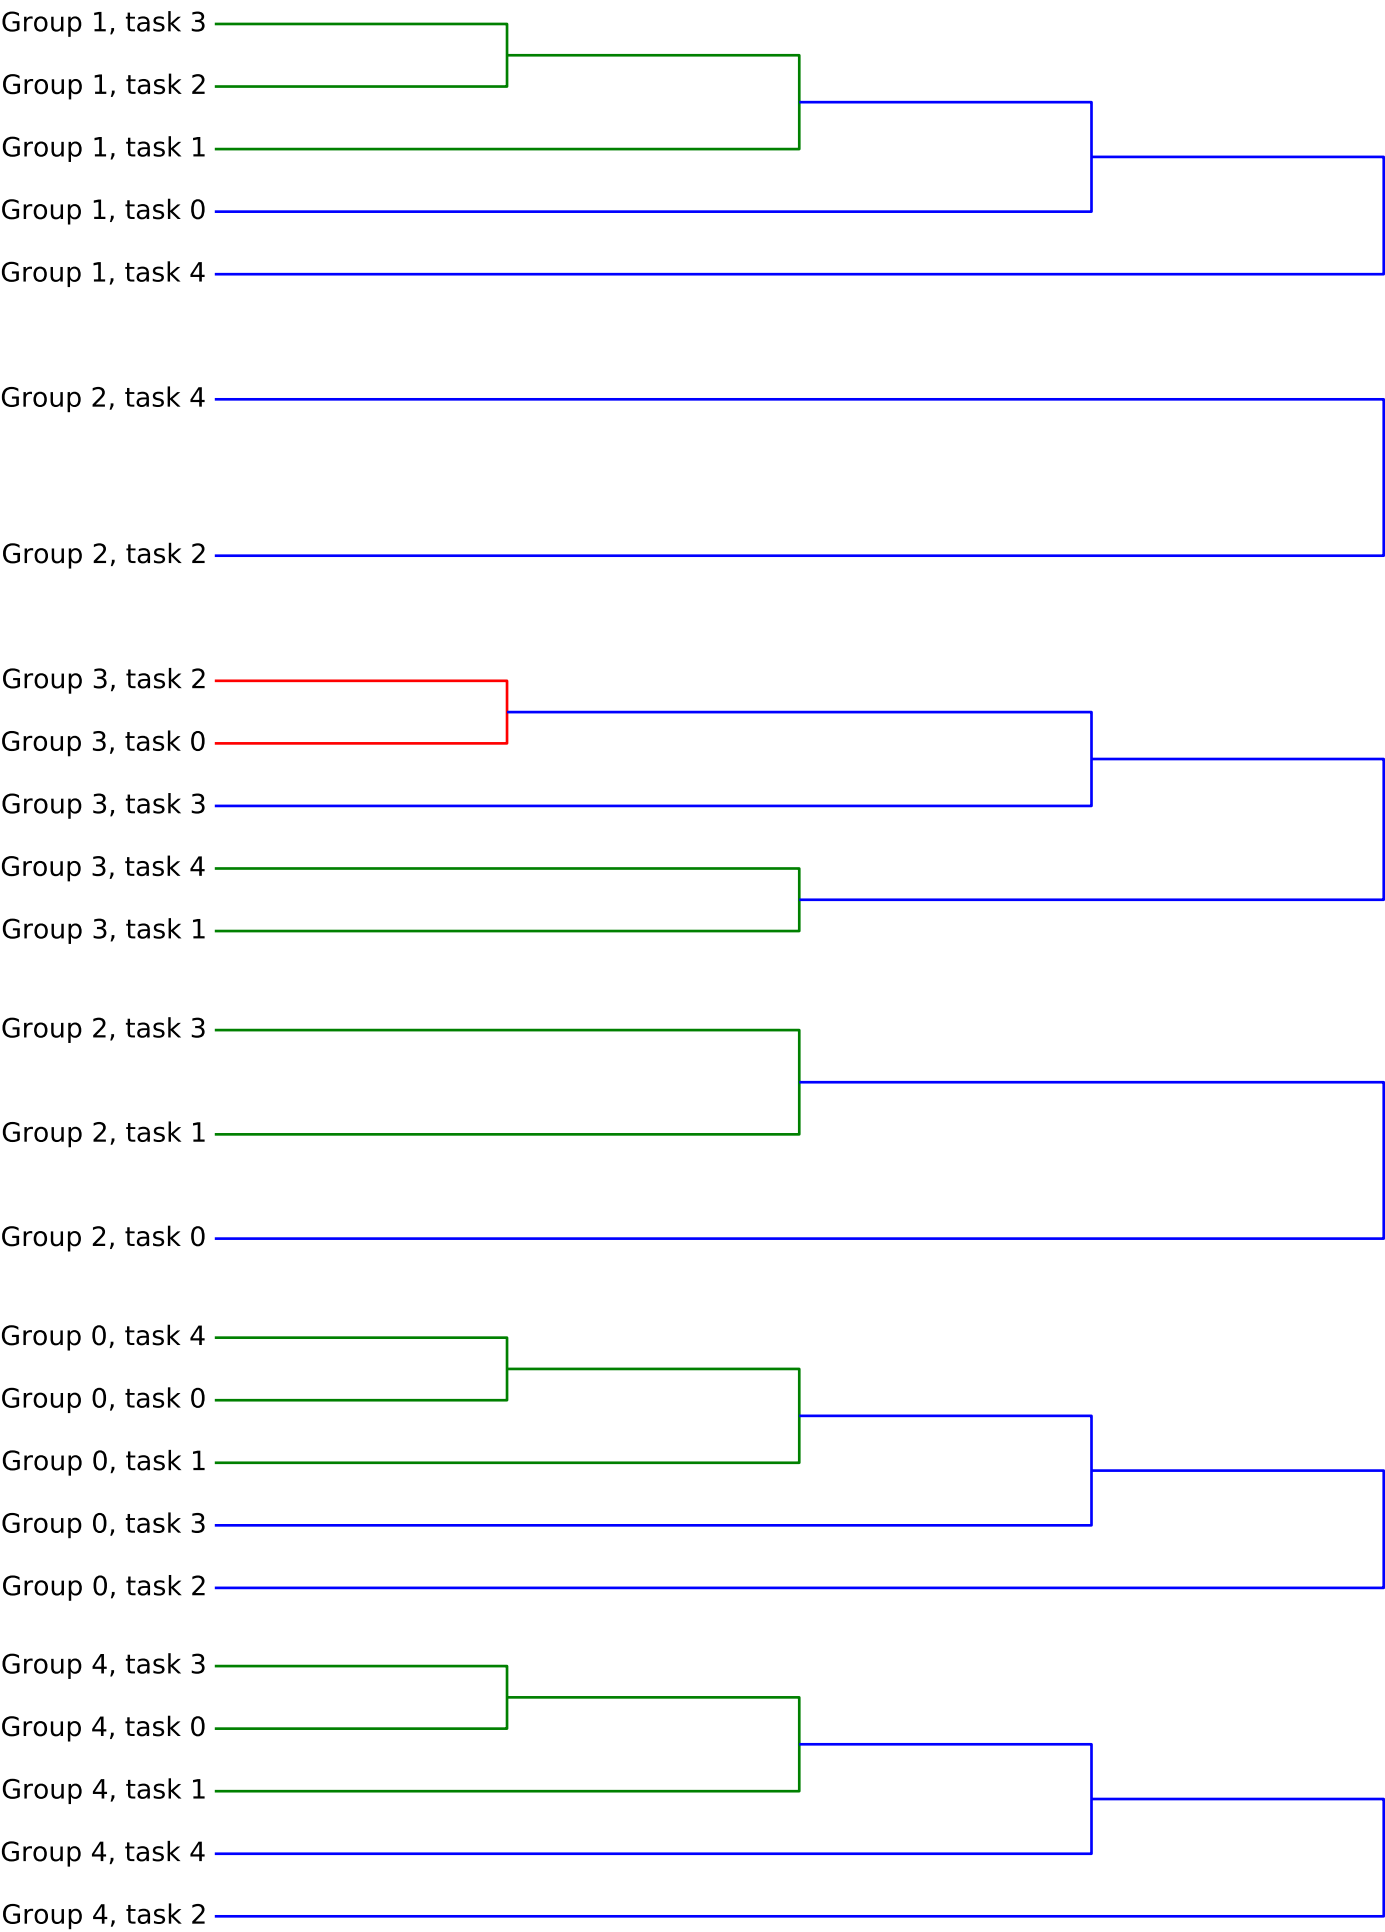 Group 1, task 3
Group 1, task 2
Group 1, task 1
Group 1, task 0
Group 1, task 4
Group 2, task 4
Group 2, task 2
Group 3, task 2
Group 3, task 0
Group 3, task 3
Group 3, task 4
Group 3, task 1
Group 2, task 3
Group 2, task 1
Group 2, task 0
Group 0, task 4
Group 0, task 0
Group 0, task 1
Group 0, task 3
Group 0, task 2
Group 4, task 3
Group 4, task 0
Group 4, task 1
Group 4, task 4
Group 4, task 2